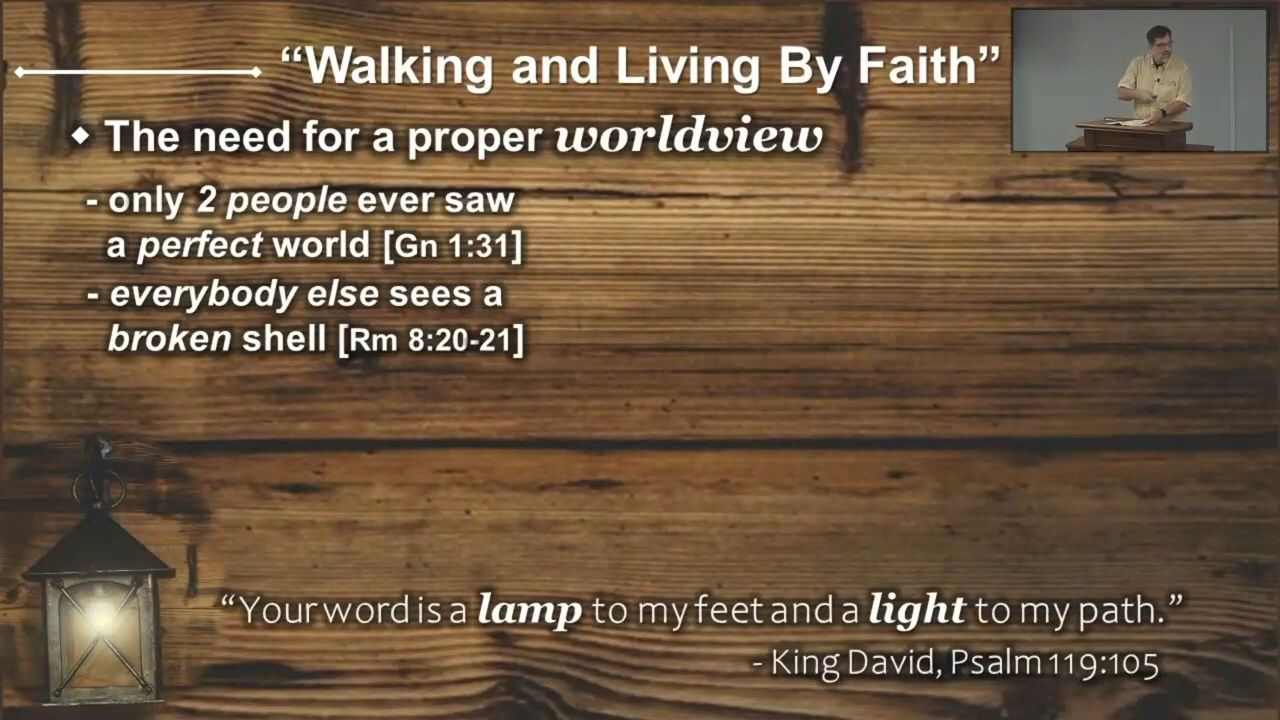 “Walking and Living By Faith”
The need for a proper worldview
- only 2 people ever saw
a perfect world [Gn 1:31]
- everybody else sees a
broken shell [Rm 8:20-21]
“Your word is a lamp to my feet and a light to my path.”
- King David, Psalm 119:105